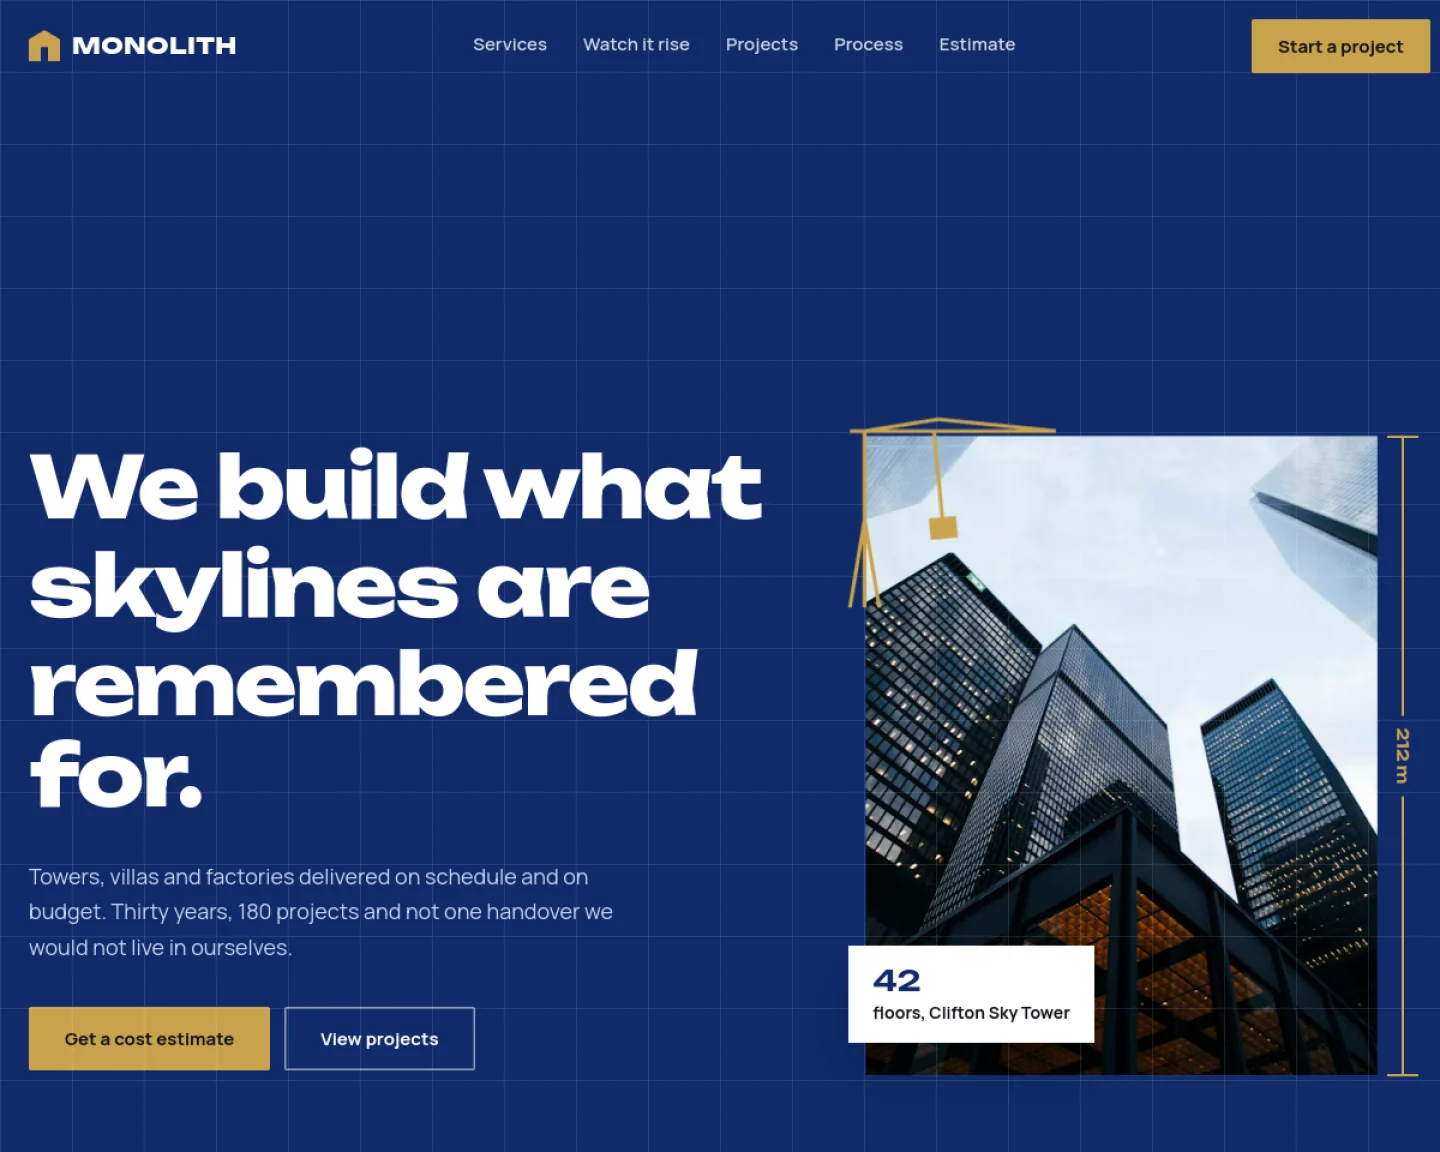 MONOLITH
Services
Watch it rise
Projects
Process
Estimate
Start a project
We build what
skylines are
remembered
for.
Towers, villas and factories delivered on schedule and on
budget. Thirty years, 180 projects and not one handover we
would not live in ourselves.
Get a cost estimate
View projects
212 m
42
floors, Clifton Sky Tower